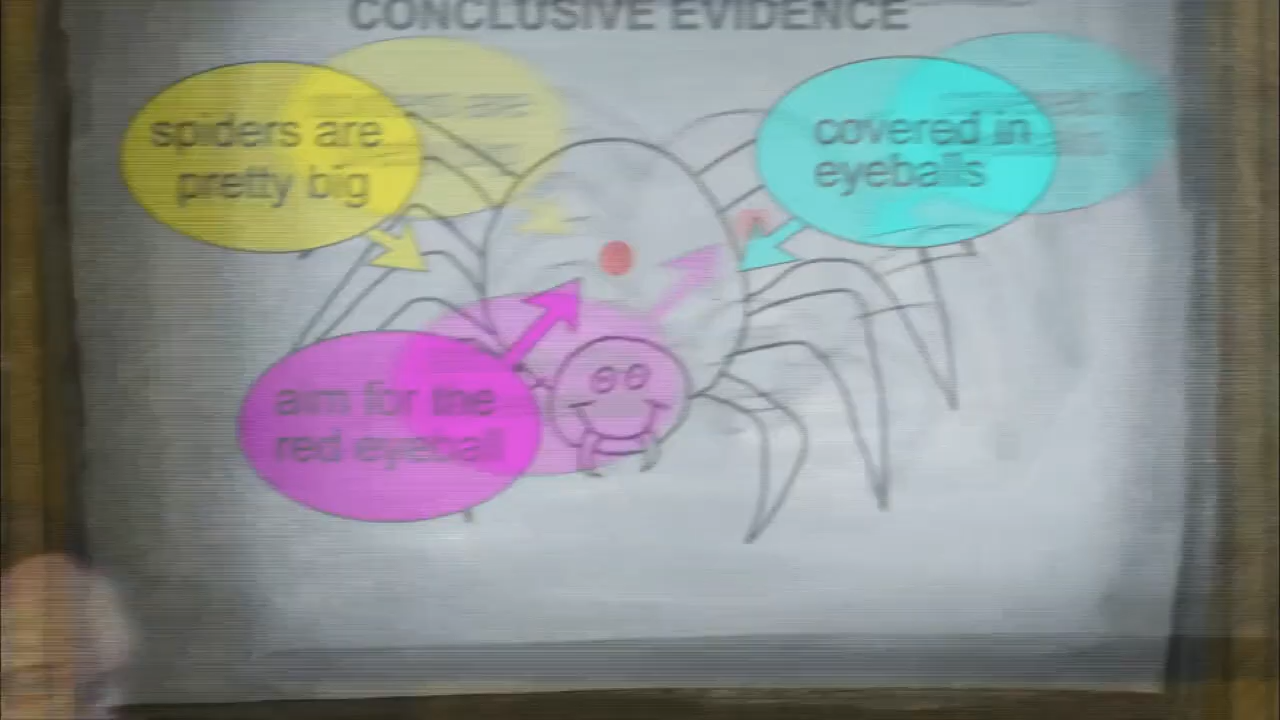 CONCLUSIVE EVIDENCE
spiders are
pretty big
covered in
eyeballs
aim for the
red eyeball